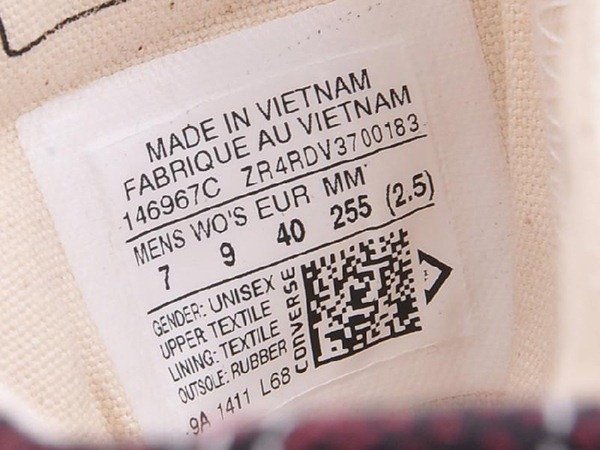 MADE IN VIETNAM
FABRIQUE AU VIETNAM
146967C ZR4RDV3700183
MENS WO'S EUR MM
7 9 40 255 (2.5)
GENDER: UNISEX
UPPER: TEXTILE
LINING: TEXTILE
OUTSOLE: RUBBER
9A 1411 L68
CONVERSE